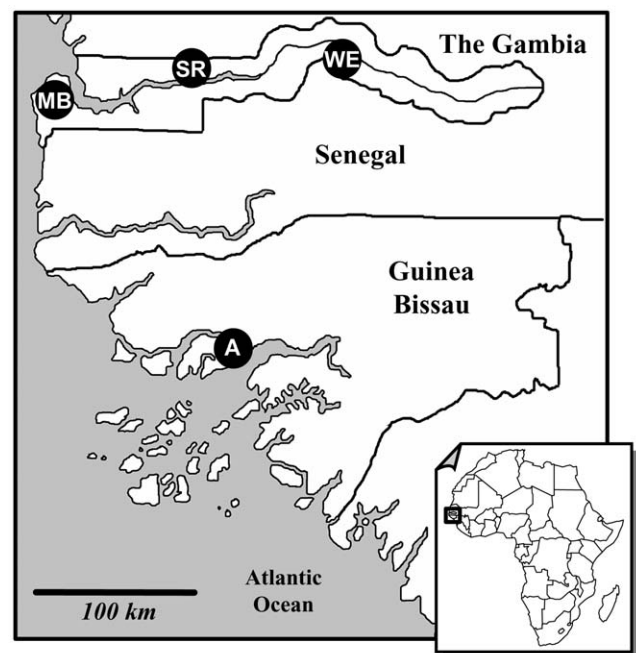 The Gambia
SR
WE
MB
Senegal
Guinea
Bissau
A
Atlantic
Ocean
100 km